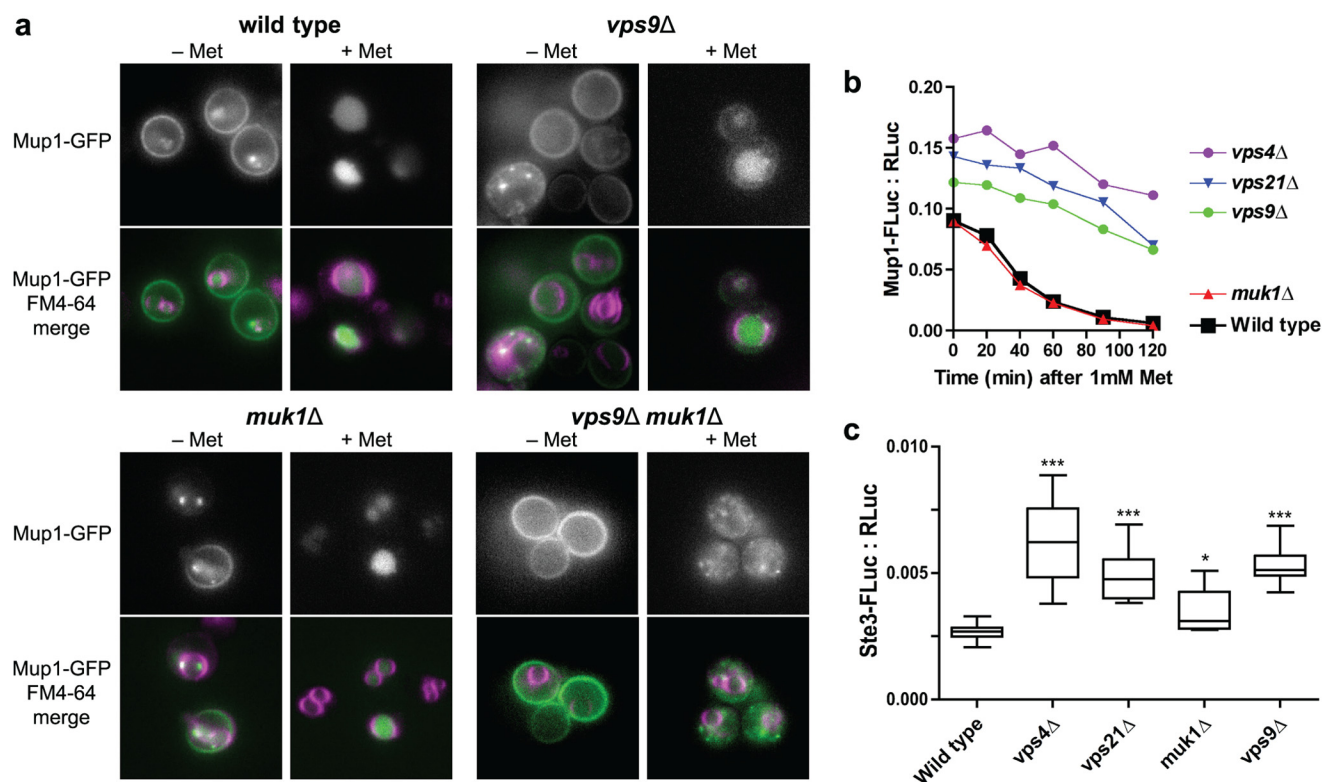 a
wild type
vps9Δ
– Met
+ Met
– Met
+ Met
Mup1-GFP
Mup1-GFP
FM4-64
merge
muk1Δ
vps9Δ muk1Δ
– Met
+ Met
– Met
+ Met
Mup1-GFP
Mup1-GFP
FM4-64
merge
b
Mup1-FLuc : RLuc
0.20
0.15
0.10
0.05
0.00
0 20 40 60 80 100 120
Time (min) after 1mM Met
vps4Δ
vps21Δ
vps9Δ
muk1Δ
Wild type
c
Ste3-FLuc : RLuc
0.010
0.005
0.000
***
***
*
***
Wild type
vps4Δ
vps21Δ
muk1Δ
vps9Δ